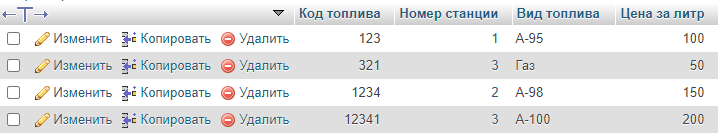 Код топлива Номер станции Вид топлива Цена за литр
Изменить Копировать Удалить 123 1 А-95 100
Изменить Копировать Удалить 321 3 Газ 50
Изменить Копировать Удалить 1234 2 А-98 150
Изменить Копировать Удалить 12341 3 А-100 200